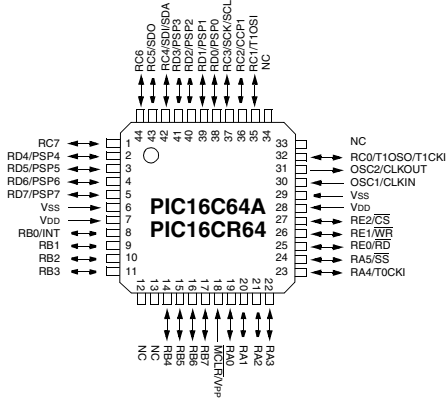 RC6
RC5/SDO
RC4/SDI/SDA
RD3/PSP3
RD2/PSP2
RD1/PSP1
RD0/PSP0
RC3/SCK/SCL
RC2/CCP1
RC1/T1OSI
NC
44
43
42
41
40
39
38
37
36
35
34
RC7 1
RD4/PSP4 2
RD5/PSP5 3
RD6/PSP6 4
RD7/PSP7 5
VSS 6
VDD 7
RB0/INT 8
RB1 9
RB2 10
RB3 11
PIC16C64A
PIC16CR64
33 NC
32 RC0/T1OSO/T1CKI
31 OSC2/CLKOUT
30 OSC1/CLKIN
29 VSS
28 VDD
27 RE2/CS
26 RE1/WR
25 RE0/RD
24 RA5/SS
23 RA4/T0CKI
12
13
14
15
16
17
18
19
20
21
22
NC
NC
RB4
RB5
RB6
RB7
MCLR/VPP
RA0
RA1
RA2
RA3